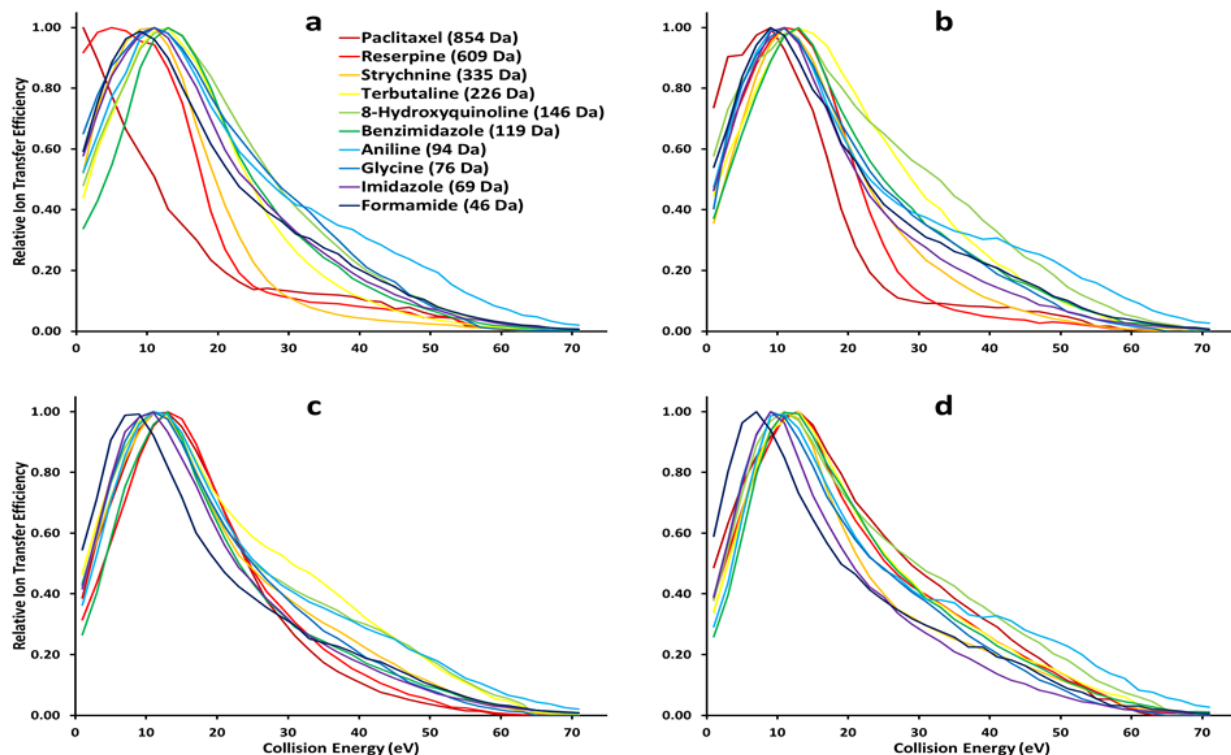 a
Paclitaxel (854 Da)
Reserpine (609 Da)
Strychnine (335 Da)
Terbutaline (226 Da)
8-Hydroxyquinoline (146 Da)
Benzimidazole (119 Da)
Aniline (94 Da)
Glycine (76 Da)
Imidazole (69 Da)
Formamide (46 Da)
Relative Ion Transfer Efficiency
1.00
0.80
0.60
0.40
0.20
0.00
0 10 20 30 40 50 60 70
b
1.00
0.80
0.60
0.40
0.20
0.00
0 10 20 30 40 50 60 70
c
Relative Ion Transfer Efficiency
1.00
0.80
0.60
0.40
0.20
0.00
0 10 20 30 40 50 60 70
Collision Energy (eV)
d
1.00
0.80
0.60
0.40
0.20
0.00
0 10 20 30 40 50 60 70
Collision Energy (eV)